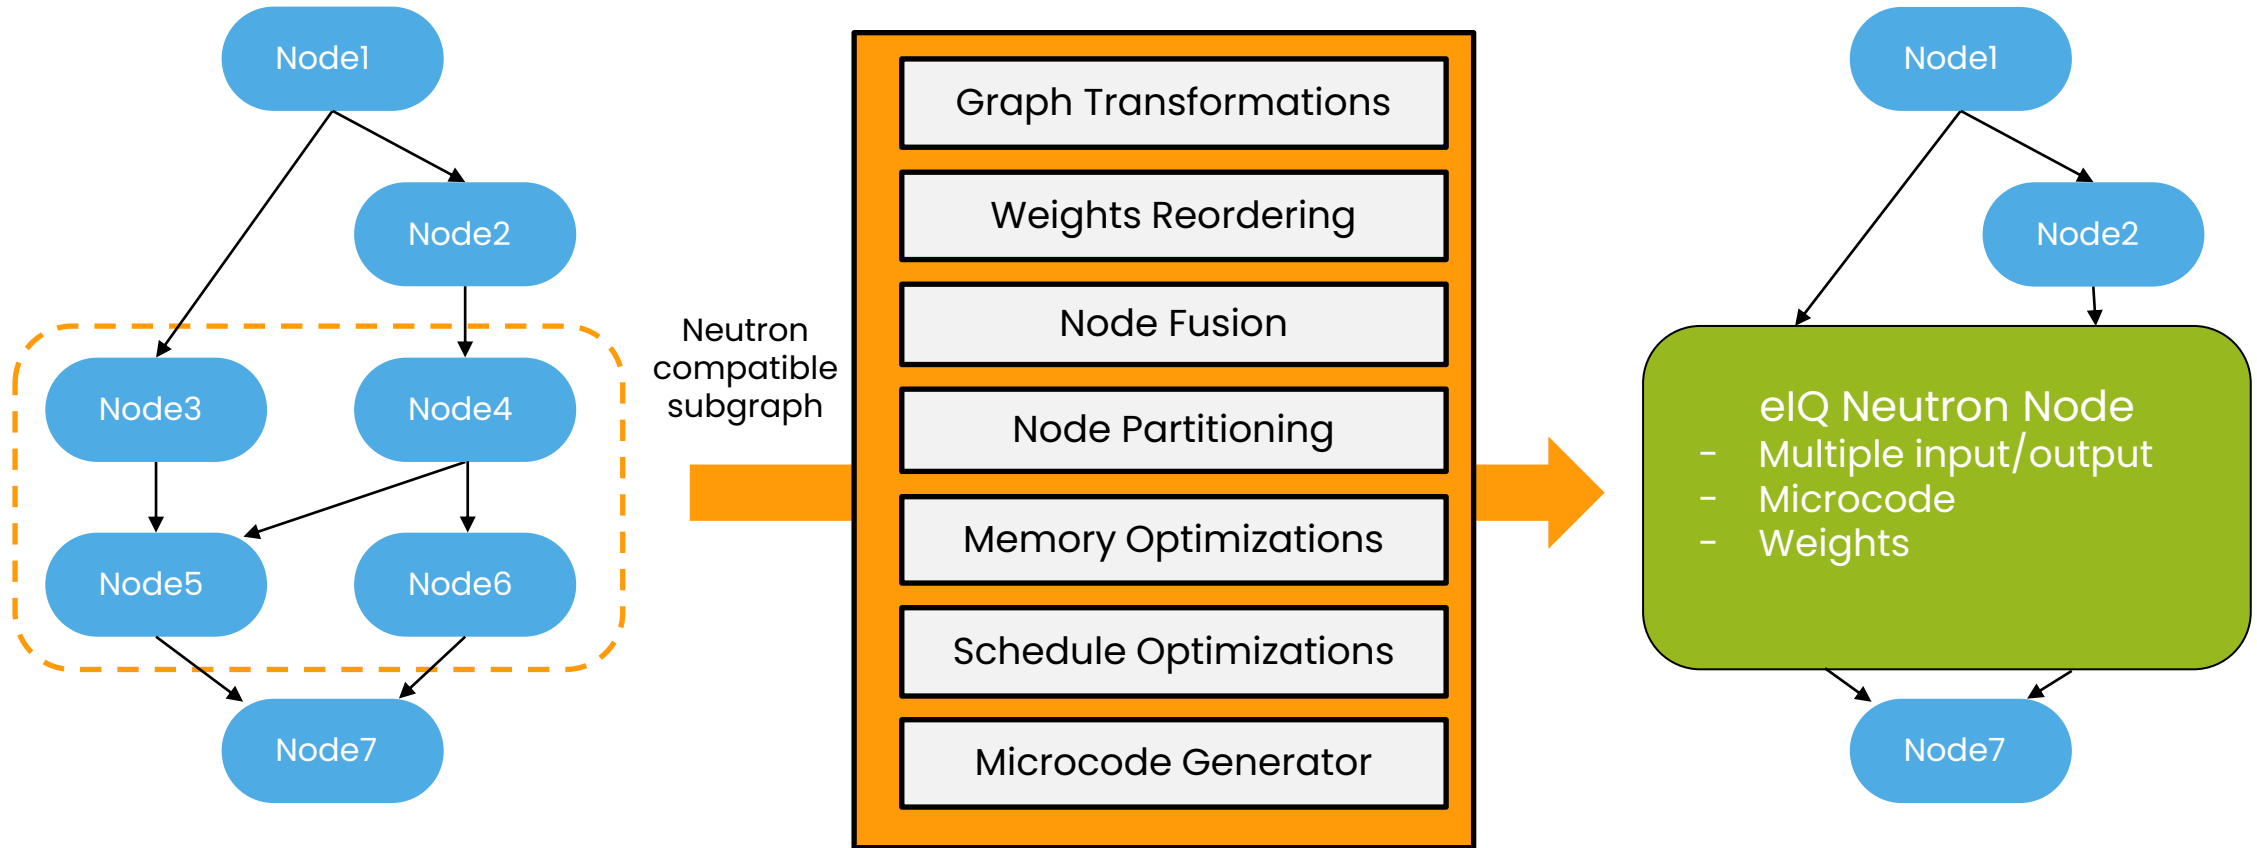 Node1
Node2
Node3
Node4
Node5
Node6
Node7
Neutron
compatible
subgraph
Graph Transformations
Weights Reordering
Node Fusion
Node Partitioning
Memory Optimizations
Schedule Optimizations
Microcode Generator
Node1
Node2
eIQ Neutron Node
- Multiple input/output
- Microcode
- Weights
Node7